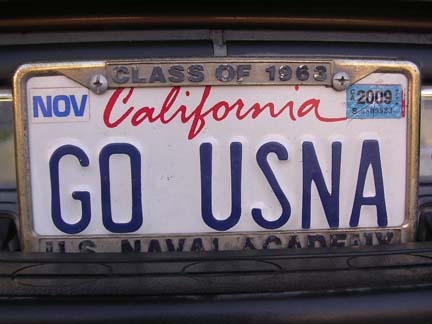 CLASS OF 1963
NOV California 2009
GO USNA
U.S. NAVAL ACADEMY